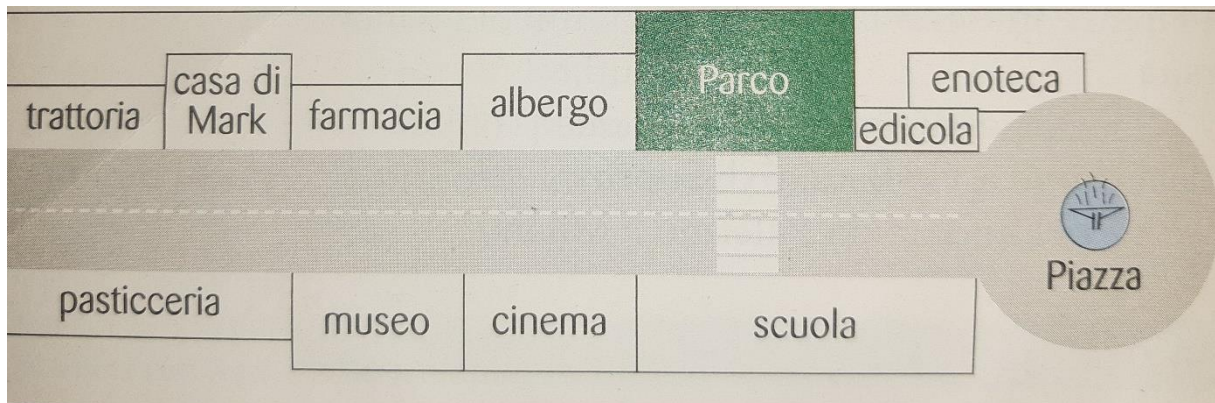 trattoria
casa di
Mark
farmacia
albergo
Parco
edicola
enoteca
Piazza
pasticceria
museo
cinema
scuola